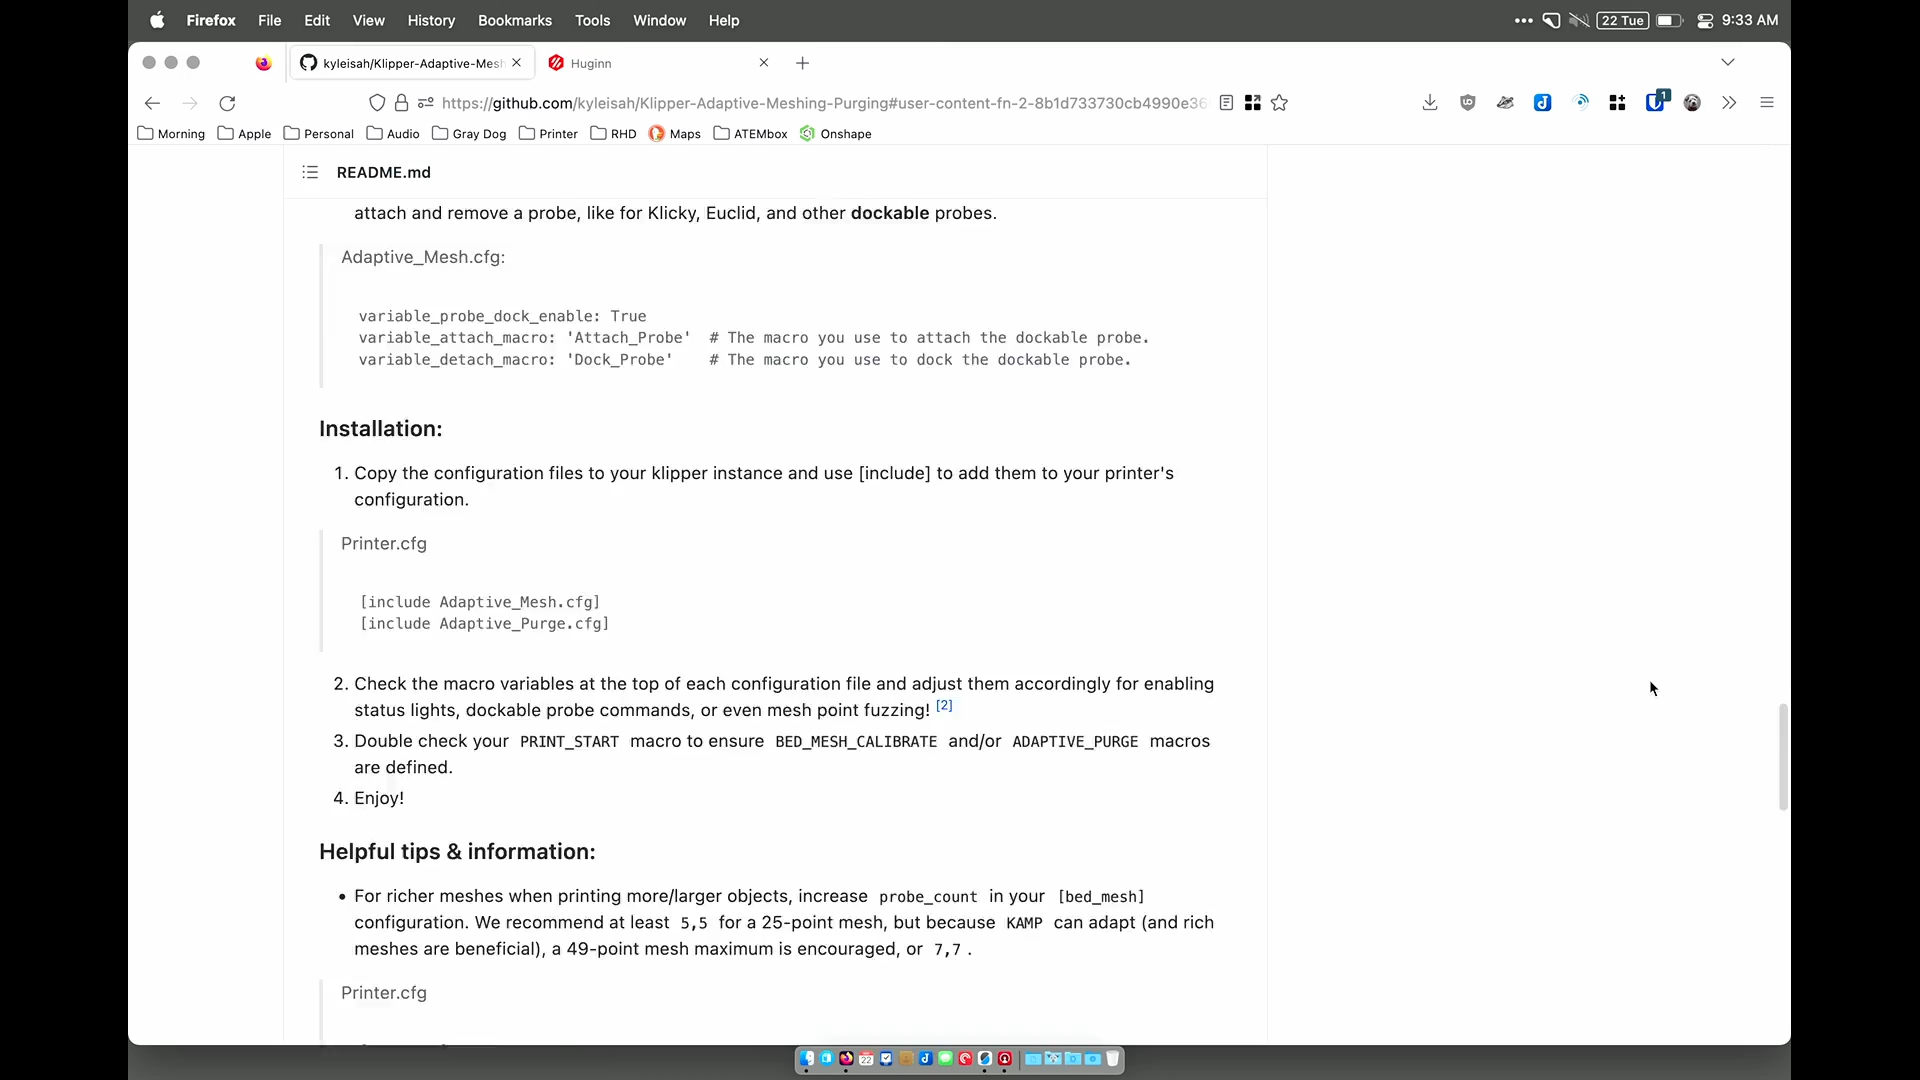 Firefox File Edit View History Bookmarks Tools Window Help
22 Tue 9:33 AM
kyleisah/Klipper-Adaptive-Mesh
Huginn
https://github.com/kyleisah/Klipper-Adaptive-Meshing-Purging#user-content-fn-2-8b1d733730cb4990e36
1
Morning Apple Personal Audio Gray Dog Printer RHD Maps ATEMbox Onshape
README.md
attach and remove a probe, like for Klicky, Euclid, and other dockable probes.
Adaptive_Mesh.cfg:
variable_probe_dock_enable: True
variable_attach_macro: 'Attach_Probe' # The macro you use to attach the dockable probe.
variable_detach_macro: 'Dock_Probe' # The macro you use to dock the dockable probe.
Installation:
1. Copy the configuration files to your klipper instance and use [include] to add them to your printer's
configuration.
Printer.cfg
[include Adaptive_Mesh.cfg]
[include Adaptive_Purge.cfg]
2. Check the macro variables at the top of each configuration file and adjust them accordingly for enabling
status lights, dockable probe commands, or even mesh point fuzzing! [2]
3. Double check your PRINT_START macro to ensure BED_MESH_CALIBRATE and/or ADAPTIVE_PURGE macros
are defined.
4. Enjoy!
Helpful tips & information:
• For richer meshes when printing more/larger objects, increase probe_count in your [bed_mesh]
configuration. We recommend at least 5,5 for a 25-point mesh, but because KAMP can adapt (and rich
meshes are beneficial), a 49-point mesh maximum is encouraged, or 7,7 .
Printer.cfg
22